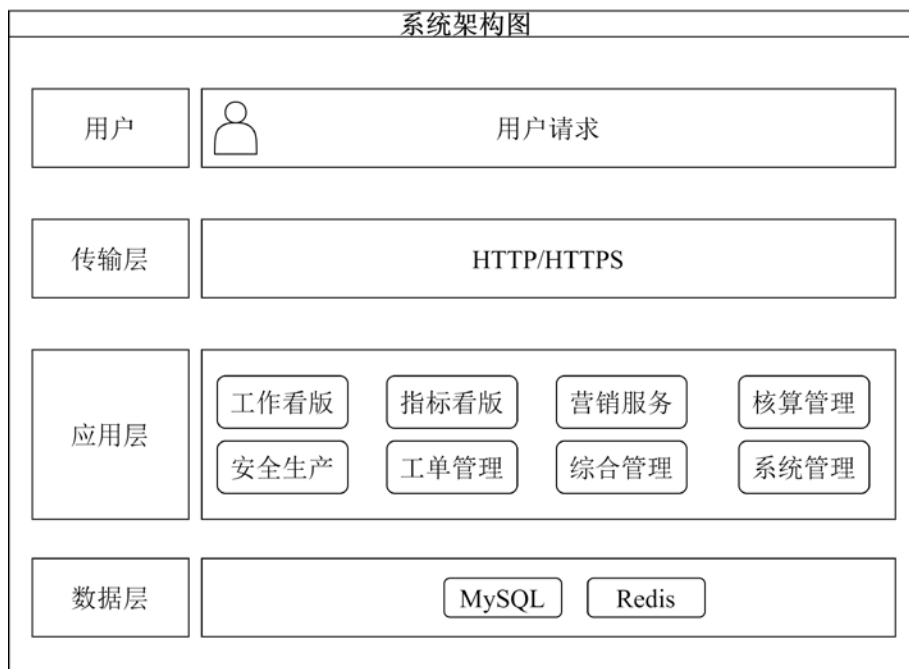 系统架构图
用户
用户请求
传输层
HTTP/HTTPS
应用层
工作看版 指标看版 营销服务 核算管理
安全生产 工单管理 综合管理 系统管理
数据层
MySQL Redis